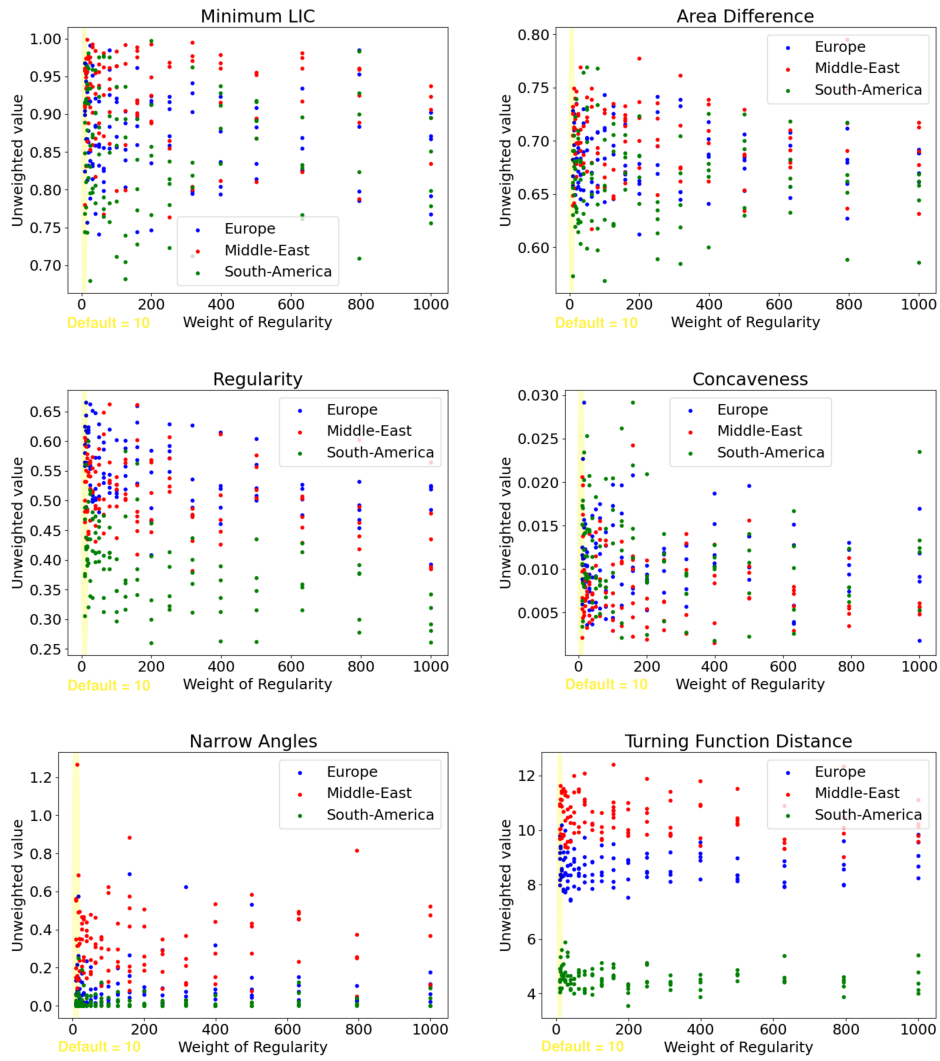 Minimum LIC
Unweighted value
1.00
0.95
0.90
0.85
0.80
0.75
0.70
Europe
Middle-East
South-America
0
200
400
600
800
1000
Default = 10
Weight of Regularity
Area Difference
Unweighted value
0.80
0.75
0.70
0.65
0.60
Europe
Middle-East
South-America
0
200
400
600
800
1000
Default = 10
Weight of Regularity
Regularity
Unweighted value
0.65
0.60
0.55
0.50
0.45
0.40
0.35
0.30
0.25
Europe
Middle-East
South-America
0
200
400
600
800
1000
Default = 10
Weight of Regularity
Concaveness
Unweighted value
0.030
0.025
0.020
0.015
0.010
0.005
Europe
Middle-East
South-America
0
200
400
600
800
1000
Default = 10
Weight of Regularity
Narrow Angles
Unweighted value
1.2
1.0
0.8
0.6
0.4
0.2
0.0
Europe
Middle-East
South-America
0
200
400
600
800
1000
Default = 10
Weight of Regularity
Turning Function Distance
Unweighted value
12
10
8
6
4
Europe
Middle-East
South-America
0
200
400
600
800
1000
Default = 10
Weight of Regularity